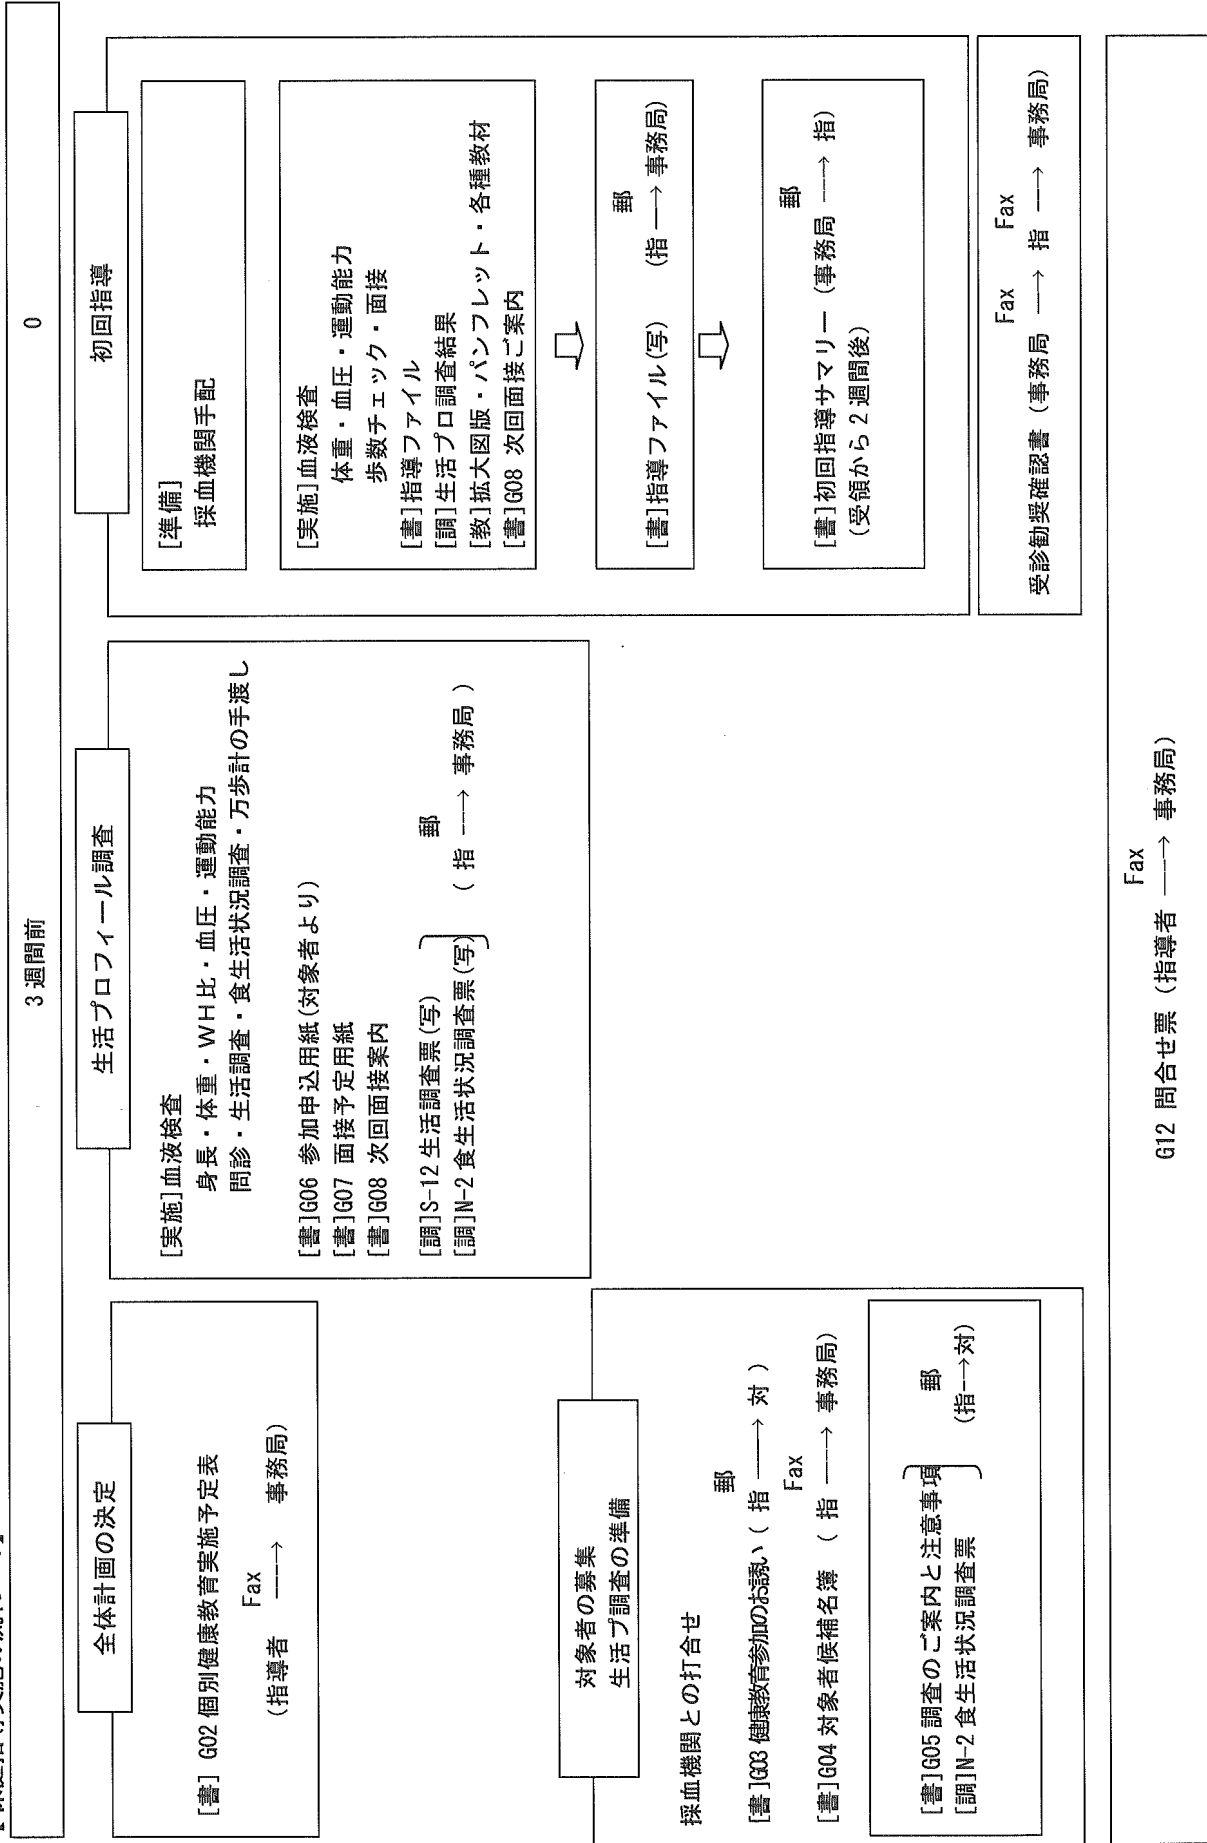 3週間前
0
全体計画の決定
[書] G02 個別健康教育実施予定表
Fax
(指導者 ―→ 事務局)
対象者の募集
生活プ調査の準備
採血機関との打合せ
郵
[書]G03 健康教育参加のお誘い ( 指 ―→ 対 )
Fax
[書]G04 対象者候補名簿 ( 指 ―→ 事務局)
[書]G05 調査のご案内と注意事項
[調]N-2 食生活状況調査票
郵
(指―→対)
生活プロフィール調査
[実施]血液検査
身長・体重・WH比・血圧・運動能力
問診・生活調査・食生活状況調査・万歩計の手渡し
[書]G06 参加申込用紙(対象者より)
[書]G07 面接予定用紙
[書]G08 次回面接案内
[調]S-12 生活調査票(写)
[調]N-2 食生活状況調査票(写)
郵
( 指 ―→ 事務局 )
初回指導
[準備]
採血機関手配
[実施]血液検査
体重・血圧・運動能力
歩数チェック・面接
[書]指導ファイル
[調]生活プロ調査結果
[教]拡大図版・パンフレット・各種教材
[書]G08 次回面接ご案内
郵
[書]指導ファイル(写) (指 ―→ 事務局)
郵
[書]初回指導サマリー (事務局 ―→ 指)
(受領から2週間後)
Fax Fax
受診勧奨確認書 (事務局 ―→ 指 ―→ 事務局)
Fax
G12 問合せ票 (指導者 ―→ 事務局)